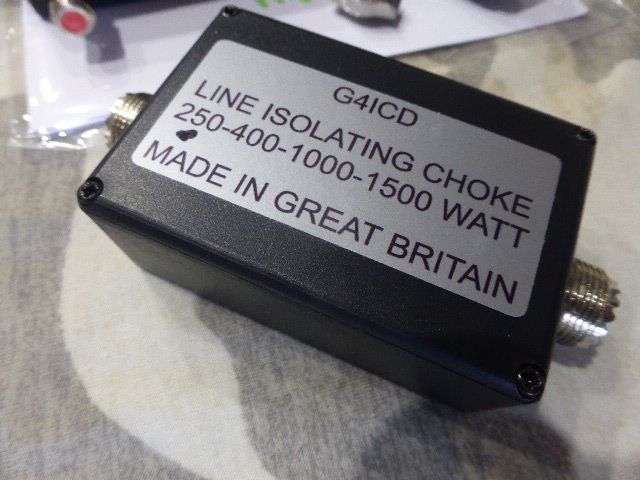 G4ICD
LINE ISOLATING CHOKE
250-400-1000-1500 WATT
MADE IN GREAT BRITAIN